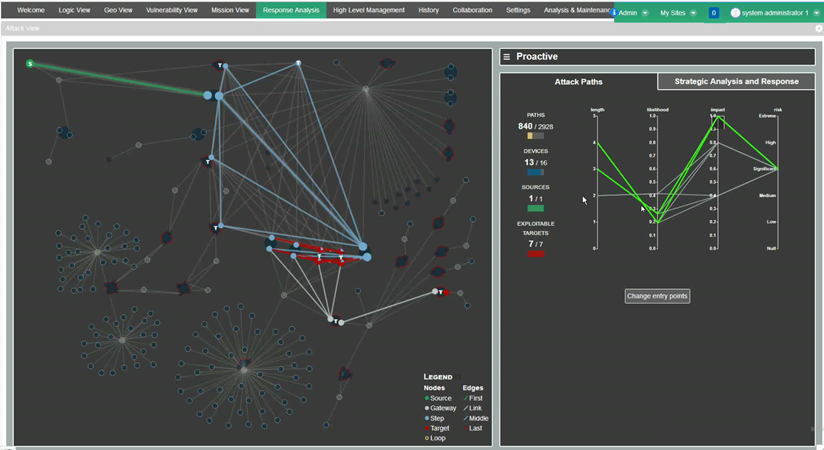 Welcome Logic View Geo View Vulnerability View Mission View Response Analysis High Level Management History Collaboration Settings Analysis & Maintenanc Admin My Sites 0 system administrator 1
Attack View
S
T
T
T
T
T
T
T
T
T
LEGEND
Nodes Edges
Source First
Gateway Link
Step Middle
Target Last
Loop
Proactive
Attack Paths Strategic Analysis and Response
PATHS
840 / 2928
DEVICES
13 / 16
SOURCES
1 / 1
EXPLOITABLE
TARGETS
7 / 7
length likelihood impact risk
5
4
3
2
1
0
1.0
0.9
0.8
0.7
0.6
0.5
0.4
0.3
0.2
0.1
0.0
1.0
0.9
0.8
0.7
0.6
0.5
0.4
0.3
0.2
0.1
0.0
Extreme
High
Significant
Medium
Low
Null
Change entry points